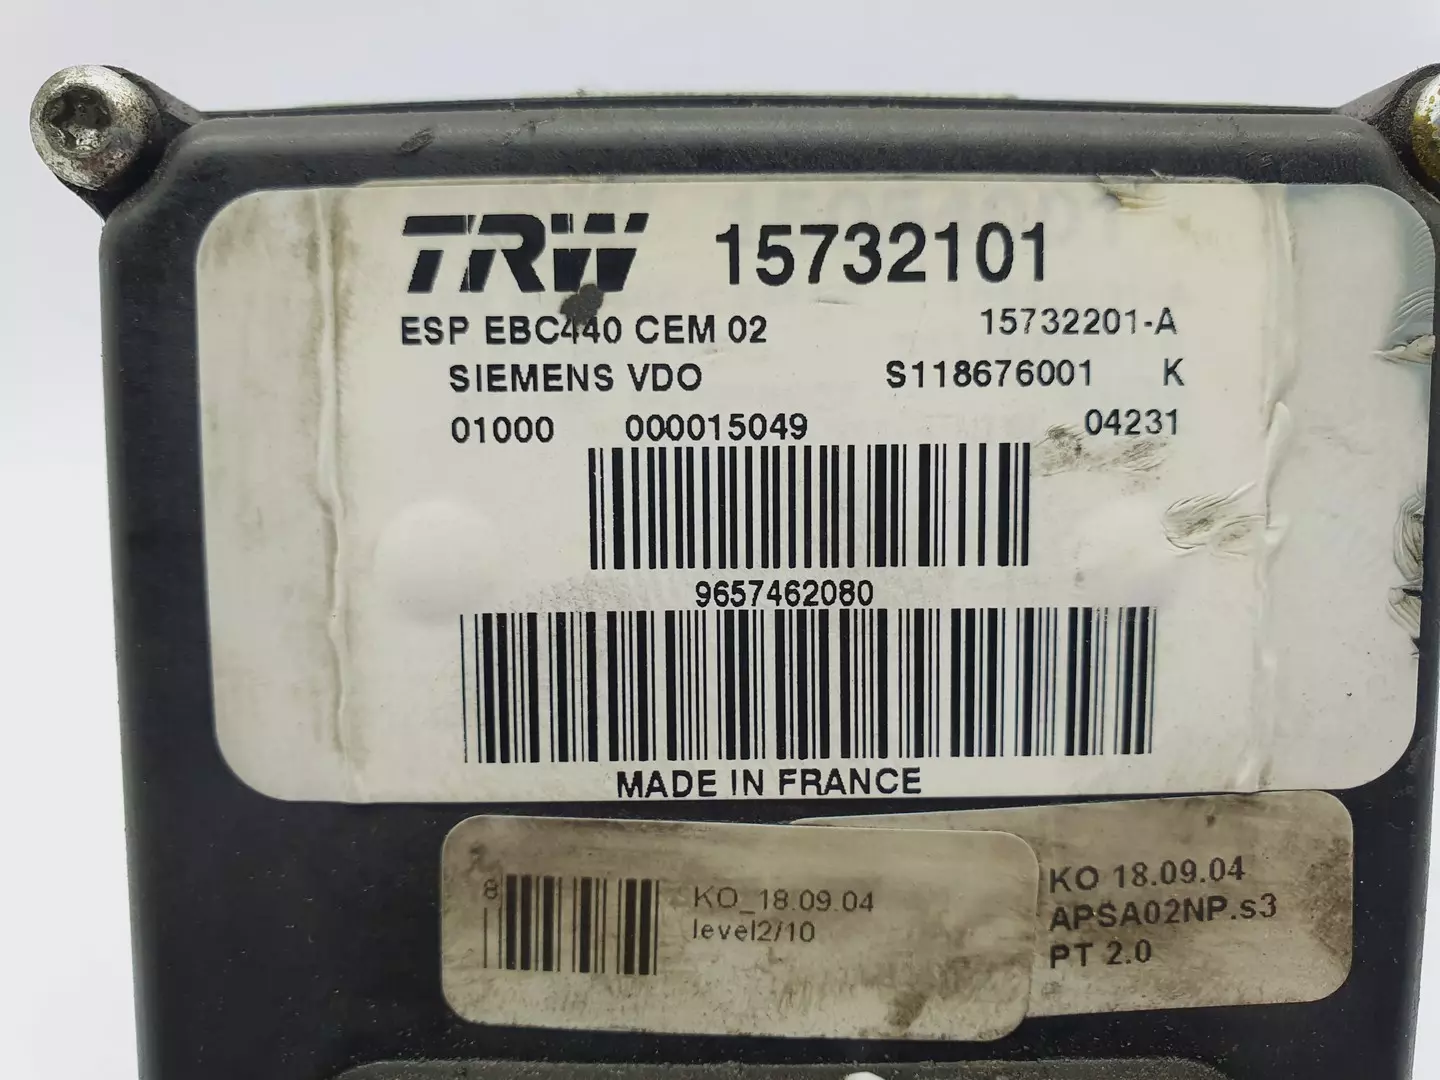 TRW 15732101
ESP EBC440 CEM 02 15732201-A
SIEMENS VDO S118676001 K
01000 000015049 04231
9657462080
MADE IN FRANCE
8
KO_18.09.04
level2/10
KO 18.09.04
APSA02NP.s3
PT 2.0